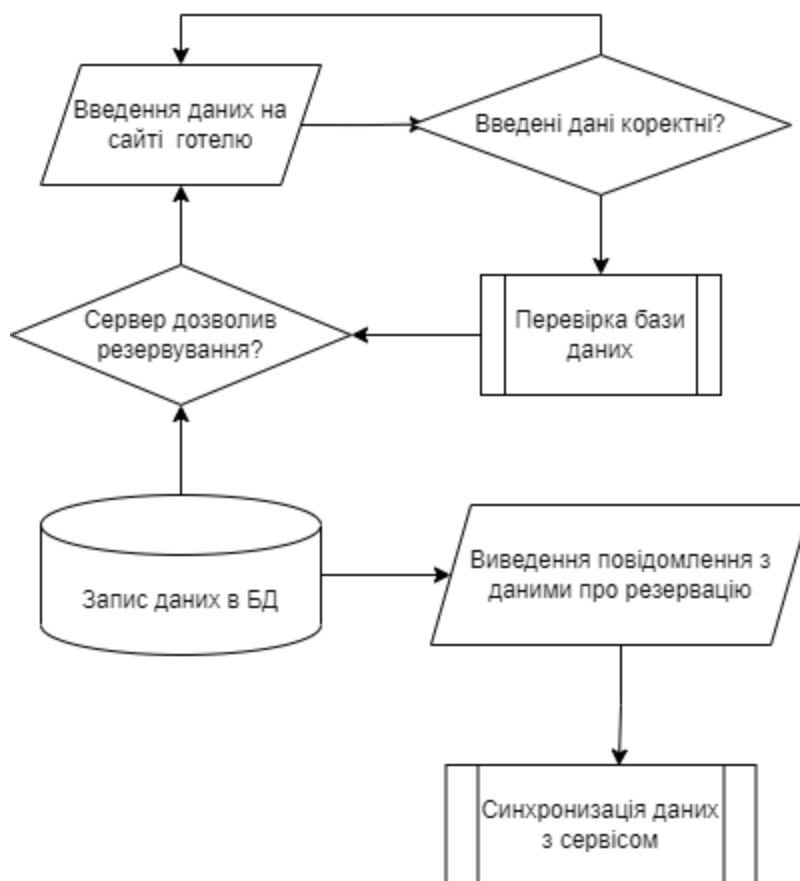 Введення даних на
сайті готелю
Введені дані коректні?
Сервер дозволив
резервування?
Перевірка бази
даних
Запис даних в БД
Виведення повідомлення з
даними про резервацію
Синхронизація даних
з сервісом